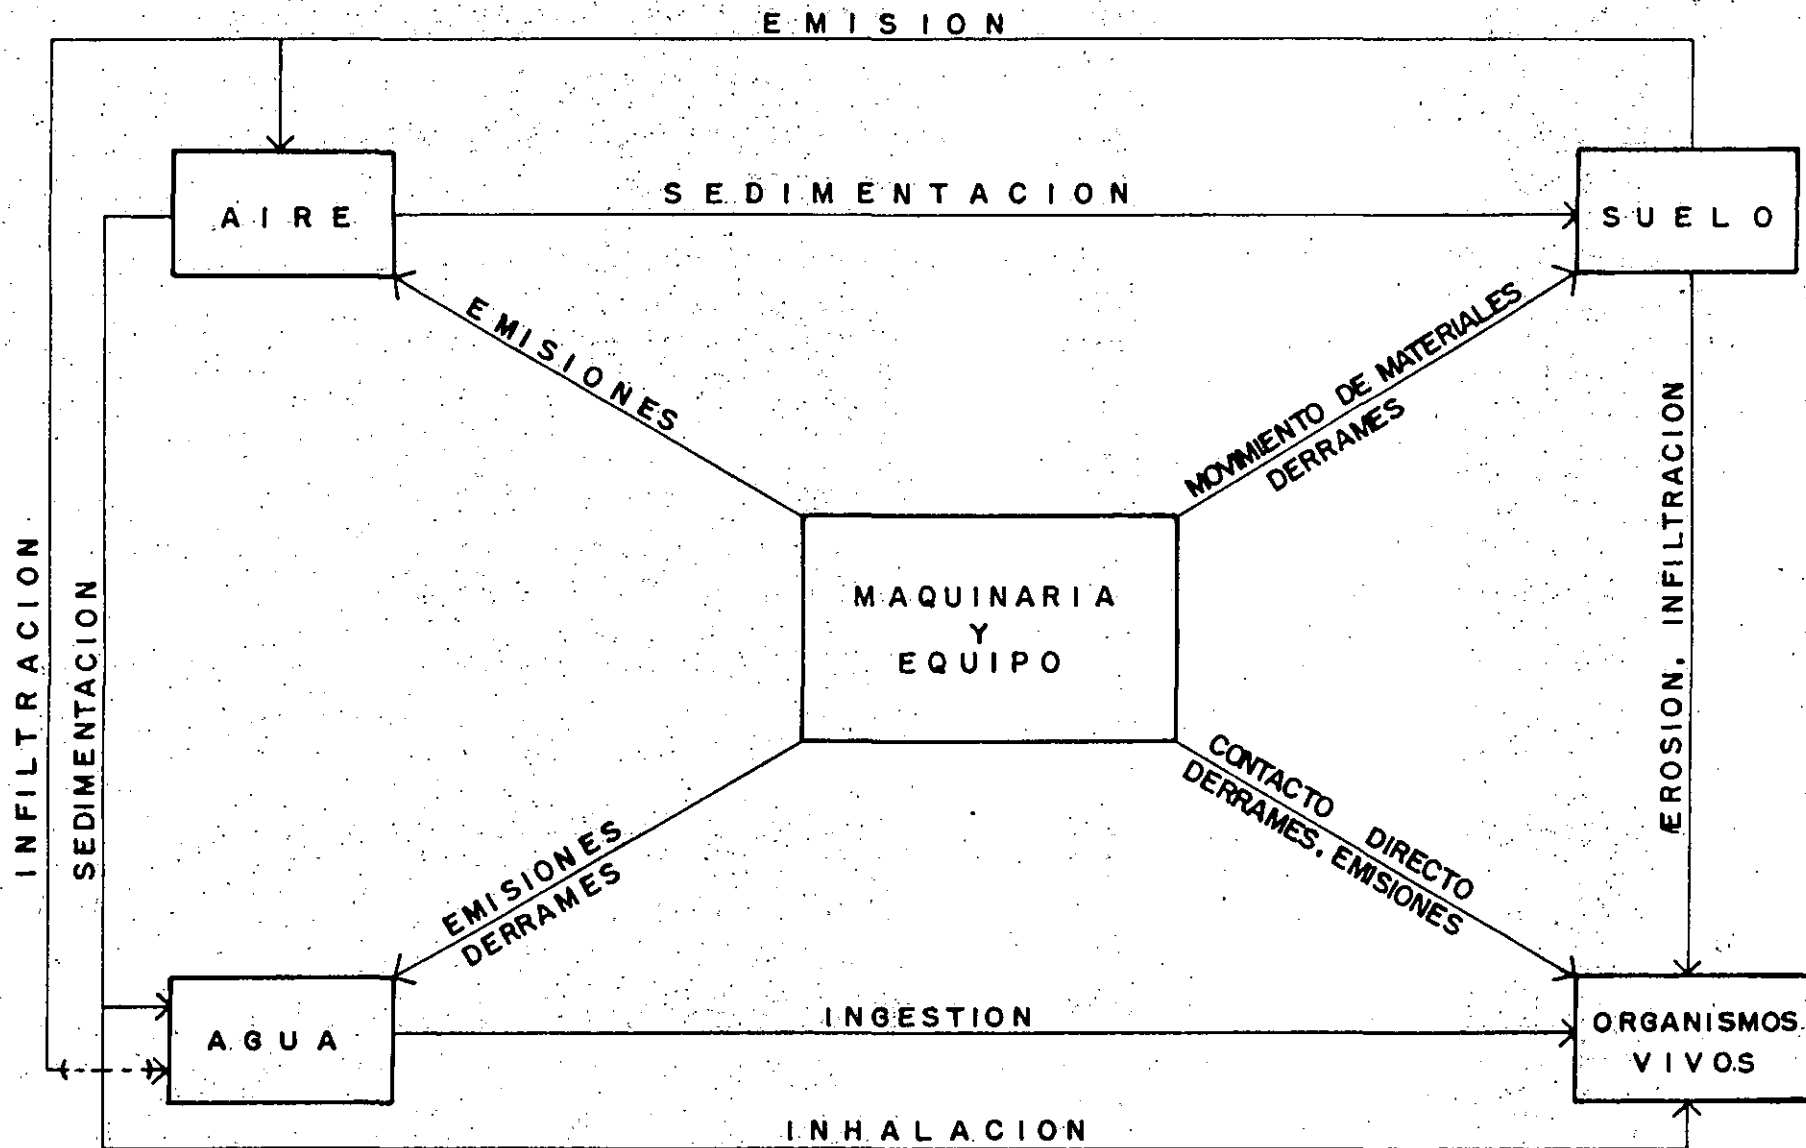 EMISION
SEDIMENTACION
AIRE
SUELO
EMISIONES
MOVIMIENTO DE MATERIALES
DERRAMES
INFILTRACION
SEDIMENTACION
MAQUINARIA
Y
EQUIPO
ÆROSION, INFILTRACION
EMISIONES
DERRAMES
CONTACTO DIRECTO
DERRAMES, EMISIONES
AGUA
INGESTION
ORGANISMOS
VIVOS
INHALACION